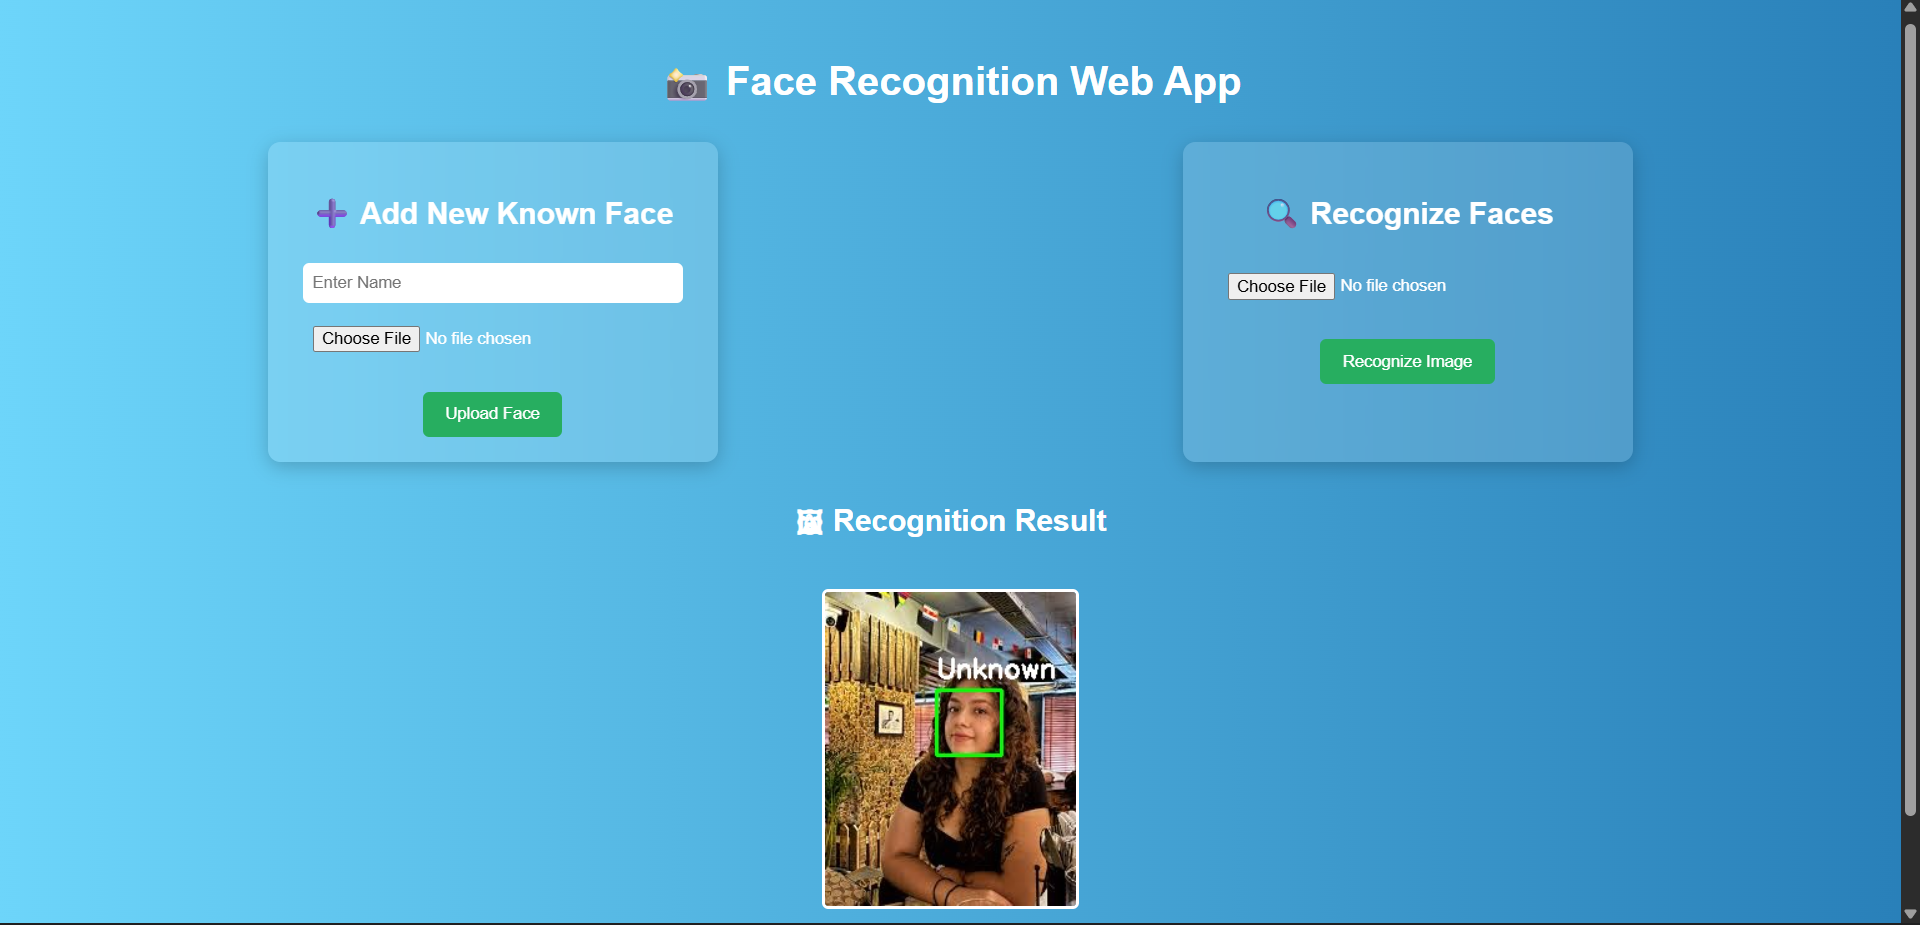 Face Recognition Web App
Add New Known Face
Enter Name
Choose File No file chosen
Upload Face
Recognize Faces
Choose File No file chosen
Recognize Image
Recognition Result
Unknown